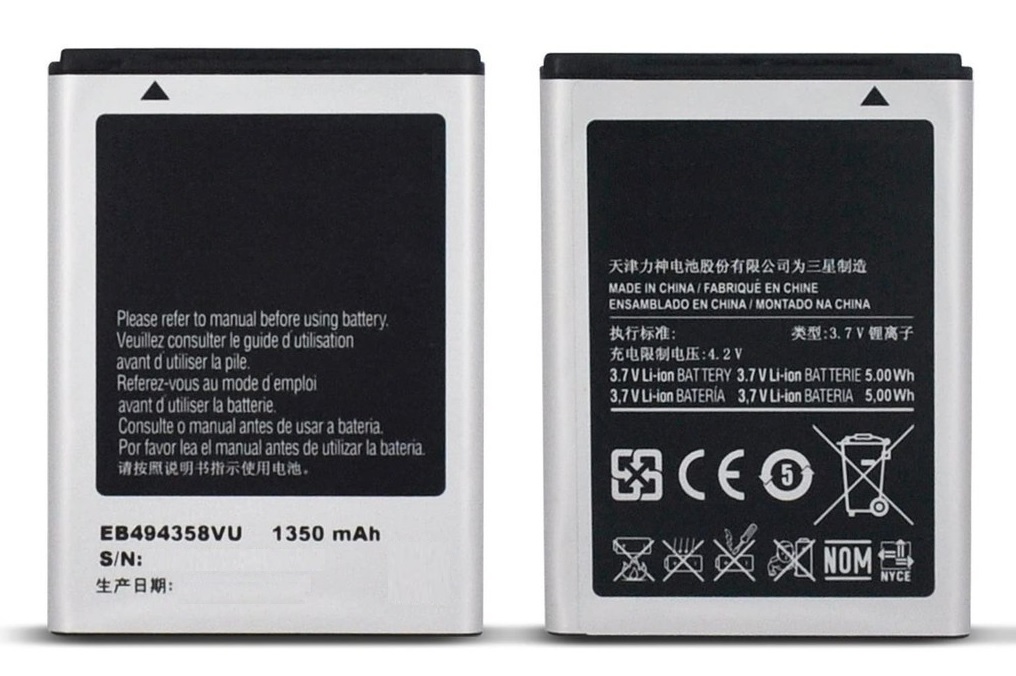 Please refer to manual before using battery.
Veuillez consulter le guide d'utilisation
avant d'utiliser la pile.
Referez-vous au mode d'emploi
avant d'utiliser la batterie.
Consulte o manual antes de usar a bateria.
Por favor lea el manual antes de utilizar la bateria.
请按照说明书指示使用电池。
EB494358VU 1350 mAh
S/N:
生产日期:
天津力神电池股份有限公司为三星制造
MADE IN CHINA / FABRIQUÉ EN CHINE
ENSAMBLADO EN CHINA / MONTADO NA CHINA
执行标准: 类型:3.7V 锂离子
充电限制电压:4.2V
3.7 V Li-ion BATTERY 3.7 V Li-ion BATTERIE 5.00 Wh
3,7 V Li-ion BATERÍA 3,7 V Li-ion BATERIA 5,00 Wh
CE 5
NOM NYCE